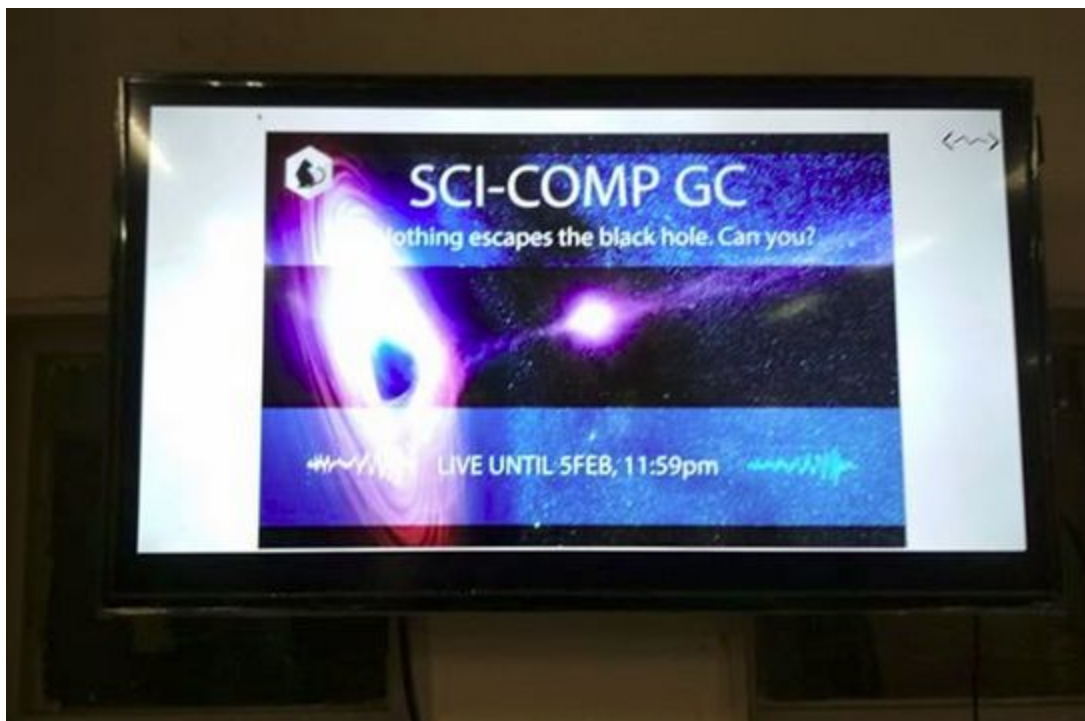 SCI-COMP GC
othing escapes the black hole. Can you?
LIVE UNTIL 5FEB, 11:59pm